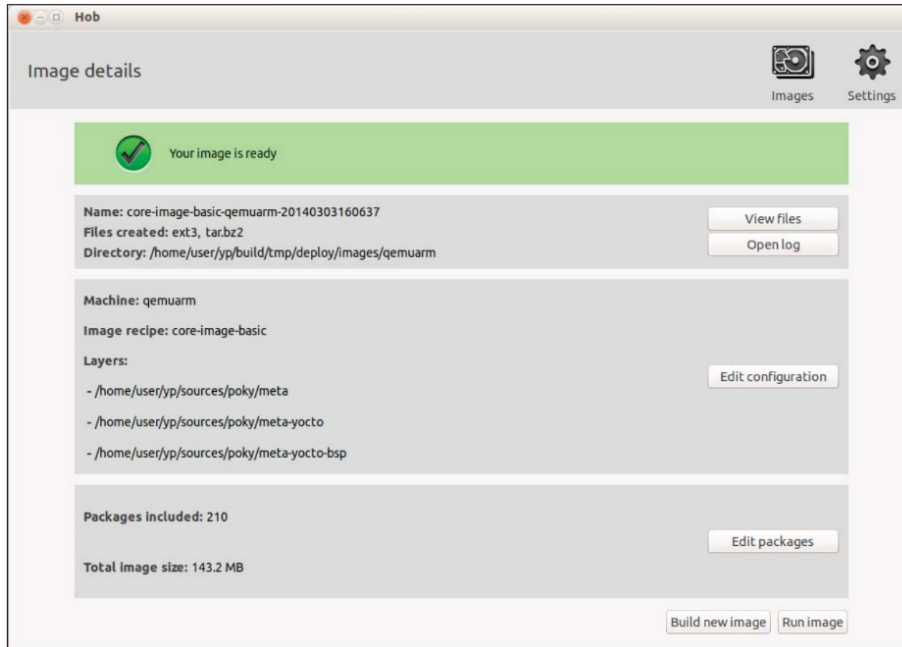 Hob
Image details
Images
Settings
Your image is ready
Name: core-image-basic-qemuarm-20140303160637
Files created: ext3, tar.bz2
Directory: /home/user/yp/build/tmp/deploy/images/qemuarm
View files
Open log
Machine: qemuarm
Image recipe: core-image-basic
Layers:
- /home/user/yp/sources/poky/meta
- /home/user/yp/sources/poky/meta-yocto
- /home/user/yp/sources/poky/meta-yocto-bsp
Edit configuration
Packages included: 210
Total image size: 143.2 MB
Edit packages
Build new image
Run image